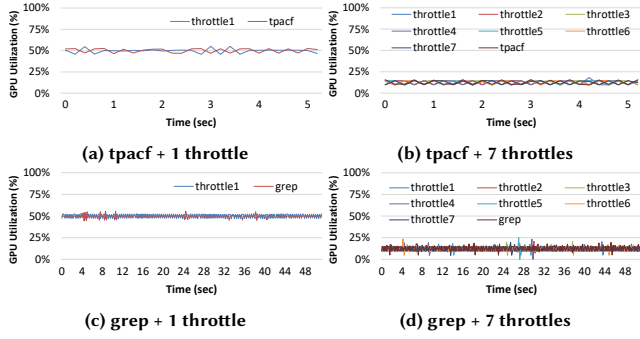 throttle1 tpacf
GPU Utilization (%)
100%
75%
50%
25%
0%
0 1 2 3 4 5
Time (sec)
(a) tpacf + 1 throttle
throttle1 throttle2 throttle3
throttle4 throttle5 throttle6
throttle7 tpacf
GPU Utilization (%)
100%
75%
50%
25%
0%
0 1 2 3 4 5
Time (sec)
(b) tpacf + 7 throttles
throttle1 grep
GPU Utilization (%)
100%
75%
50%
25%
0%
0 4 8 12 16 20 24 28 32 36 40 44 48
Time (sec)
(c) grep + 1 throttle
throttle1 throttle2 throttle3
throttle4 throttle5 throttle6
throttle7 grep
GPU Utilization (%)
100%
75%
50%
25%
0%
0 4 8 12 16 20 24 28 32 36 40 44 48
Time (sec)
(d) grep + 7 throttles